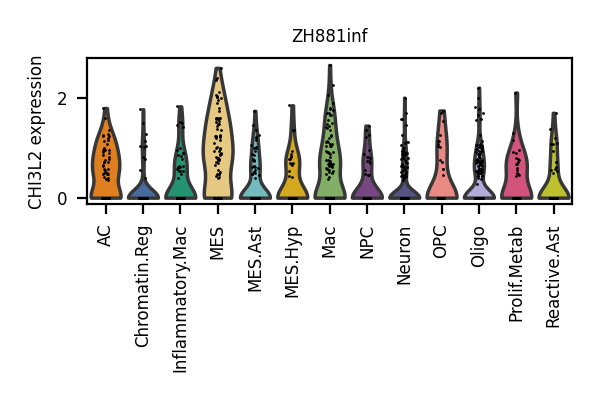 ZH881inf
CHI3L2 expression
2
0
AC
Chromatin.Reg
Inflammatory.Mac
MES
MES.Ast
MES.Hyp
Mac
NPC
Neuron
OPC
Oligo
Prolif.Metab
Reactive.Ast